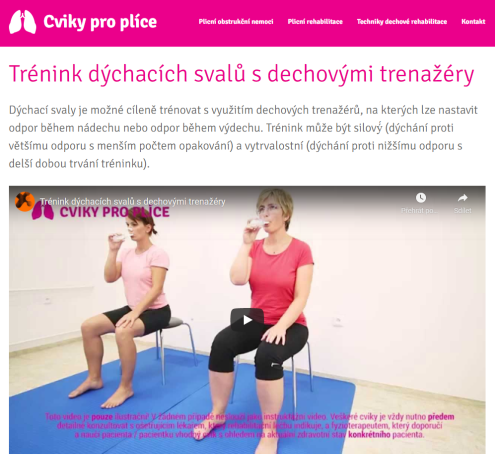 Cviky pro plíce
Plicní obstrukční nemoci Plicní rehabilitace Techniky dechové rehabilitace Kontakt
Trénink dýchacích svalů s dechovými trenažéry
Dýchací svaly je možné cíleně trénovat s využitím dechových trenažérů, na kterých lze nastavit
odpor během nádechu nebo odpor během výdechu. Trénink může být silový (dýchání proti
většímu odporu s menším počtem opakování) a vytrvalostní (dýchání proti nižšímu odporu s
delší dobou trvání tréninku).
Trénink dýchacích svalů s dechovými trenažéry
CVIKY PRO PLÍCE
Sdílet
Toto video je pouze ilustrační! V žádném případě neslouží jako instruktážní video. Veškeré cviky je vždy nutno předem
detailně konzultovat s ošetřujícím lékařem, který rehabilitační léčbu indikuje, a fyzioterapeutem, který doporučí
a naučí pacienta / pacientku vhodný cvik s ohledem na aktuální zdravotní stav konkrétního pacienta.